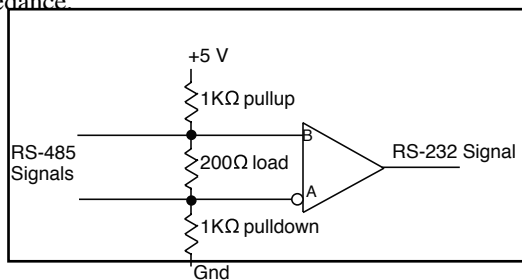 +5 V
1KΩ pullup
B
RS-485
Signals
200Ω load
RS-232 Signal
A
1KΩ pulldown
Gnd